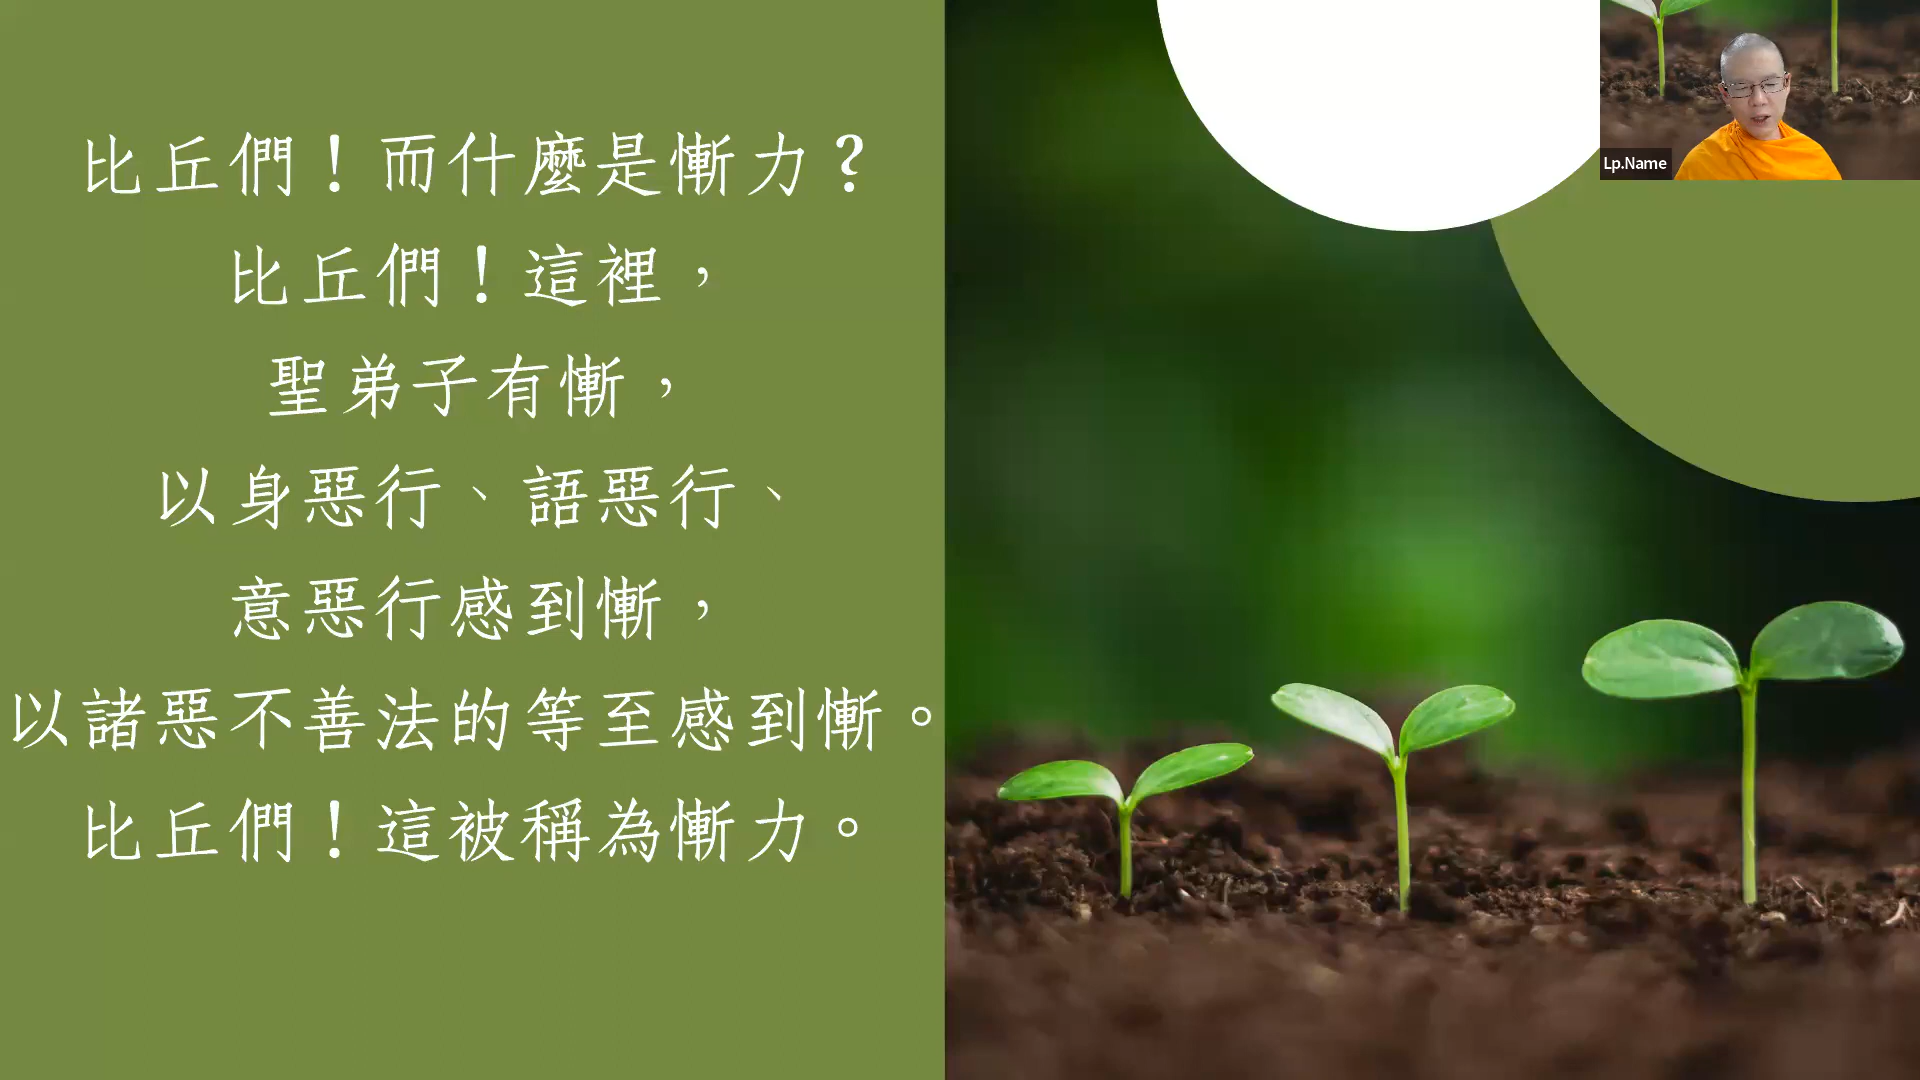 比丘們！而什麼是慚力？
比丘們！這裡，
聖弟子有慚，
以身惡行、語惡行、
意惡行感到慚，
以諸惡不善法的等至感到慚。
比丘們！這被稱為慚力。
Lp.Name